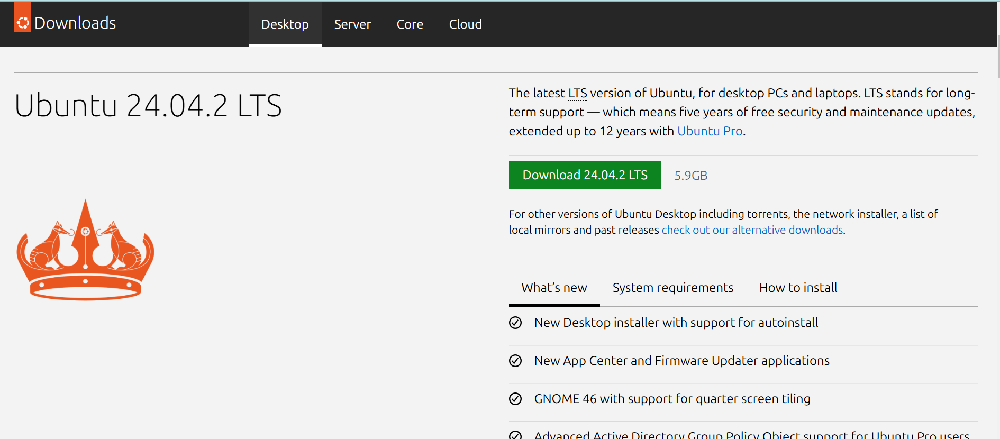 Downloads
Desktop
Server
Core
Cloud
Ubuntu 24.04.2 LTS
The latest LTS version of Ubuntu, for desktop PCs and laptops. LTS stands for long-
term support — which means five years of free security and maintenance updates,
extended up to 12 years with Ubuntu Pro.
Download 24.04.2 LTS
5.9GB
For other versions of Ubuntu Desktop including torrents, the network installer, a list of
local mirrors and past releases check out our alternative downloads.
What’s new
System requirements
How to install
New Desktop installer with support for autoinstall
New App Center and Firmware Updater applications
GNOME 46 with support for quarter screen tiling
Advanced Active Directory Group Policy Object support for Ubuntu Pro users